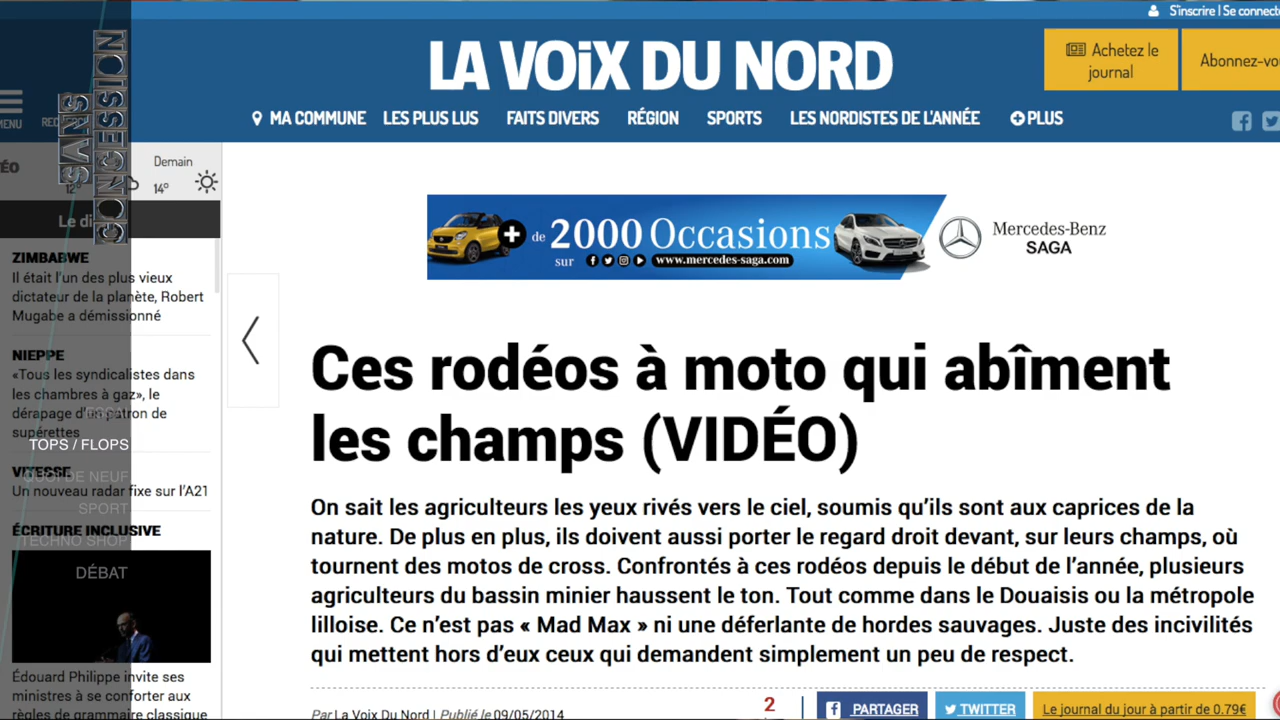 S'inscrire | Se connecte
LA VOiX DU NORD
Achetez le
journal
Abonnez-vo
MENU
MA COMMUNE
LES PLUS LUS
FAITS DIVERS
RÉGION
SPORTS
LES NORDISTES DE L'ANNÉE
PLUS
SANS
CONCESSION
ÉO
Demain
12°
14°
Le di
ZIMBABWE
Il était l'un des plus vieux
dictateur de la planète, Robert
Mugabe a démissionné
NIEPPE
«Tous les syndicalistes dans
les chambres à gaz», le
dérapage d'un patron de
supérettes
TOPS / FLOPS
VITESSE
QUOI DE NEUF
Un nouveau radar fixe sur l'A21
SPORT
ÉCRITURE INCLUSIVE
TECHNO SHOP
DÉBAT
Édouard Philippe invite ses
ministres à se conforter aux
règles de grammaire classique
de 2000 Occasions
sur www.mercedes-saga.com
Mercedes-Benz
SAGA
Ces rodéos à moto qui abîment
les champs (VIDÉO)
On sait les agriculteurs les yeux rivés vers le ciel, soumis qu'ils sont aux caprices de la
nature. De plus en plus, ils doivent aussi porter le regard droit devant, sur leurs champs, où
tournent des motos de cross. Confrontés à ces rodéos depuis le début de l'année, plusieurs
agriculteurs du bassin minier haussent le ton. Tout comme dans le Douaisis ou la métropole
lilloise. Ce n'est pas « Mad Max » ni une déferlante de hordes sauvages. Juste des incivilités
qui mettent hors d'eux ceux qui demandent simplement un peu de respect.
Par La Voix Du Nord | Publié le 09/05/2014
2
PARTAGER
TWITTER
Le journal du jour à partir de 0.79€